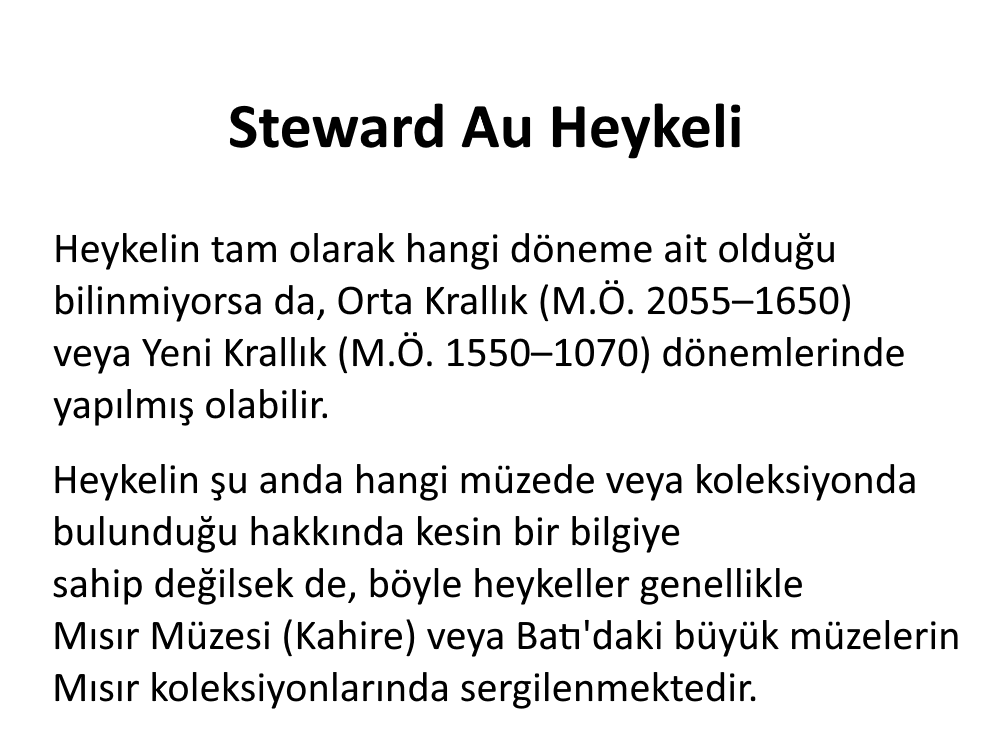 Steward Au Heykeli
Heykelin tam olarak hangi döneme ait olduğu
bilinmiyorsa da, Orta Krallık (M.Ö. 2055–1650)
veya Yeni Krallık (M.Ö. 1550–1070) dönemlerinde
yapılmış olabilir.
Heykelin şu anda hangi müzede veya koleksiyonda
bulunduğu hakkında kesin bir bilgiye
sahip değilsek de, böyle heykeller genellikle
Mısır Müzesi (Kahire) veya Batı'daki büyük müzelerin
Mısır koleksiyonlarında sergilenmektedir.